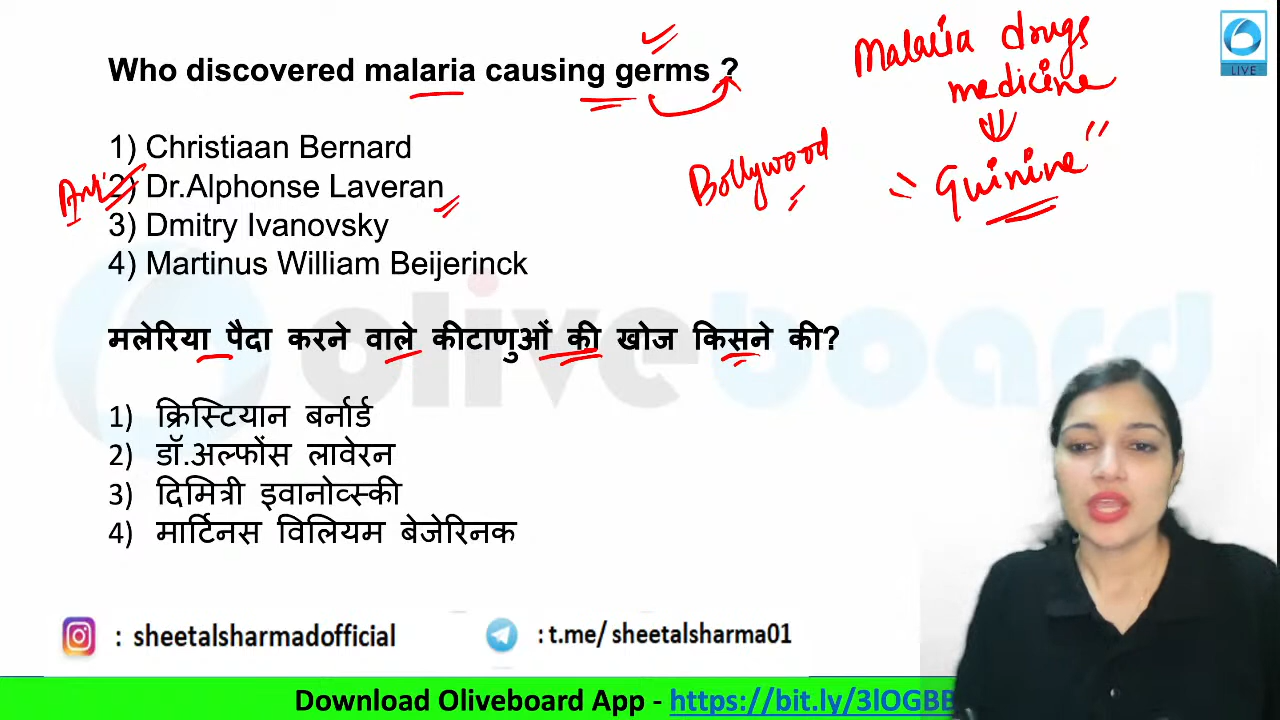 Who discovered malaria causing germs ?
1) Christiaan Bernard
2) Dr.Alphonse Laveran
3) Dmitry Ivanovsky
4) Martinus William Beijerinck
Ans
Bollywood
Malaria drugs
medicine
"Quinine"
LIVE
oliveboard
मलेरिया पैदा करने वाले कीटाणुओं की खोज किसने की?
1) क्रिस्टियान बर्नार्ड
2) डॉ.अल्फोंस लावेरन
3) दिमित्री इवानोव्स्की
4) मार्टिनस विलियम बेजेरिनक
: sheetalsharmadofficial
: t.me/ sheetalsharma01
Download Oliveboard App - https://bit.ly/3lOGBB